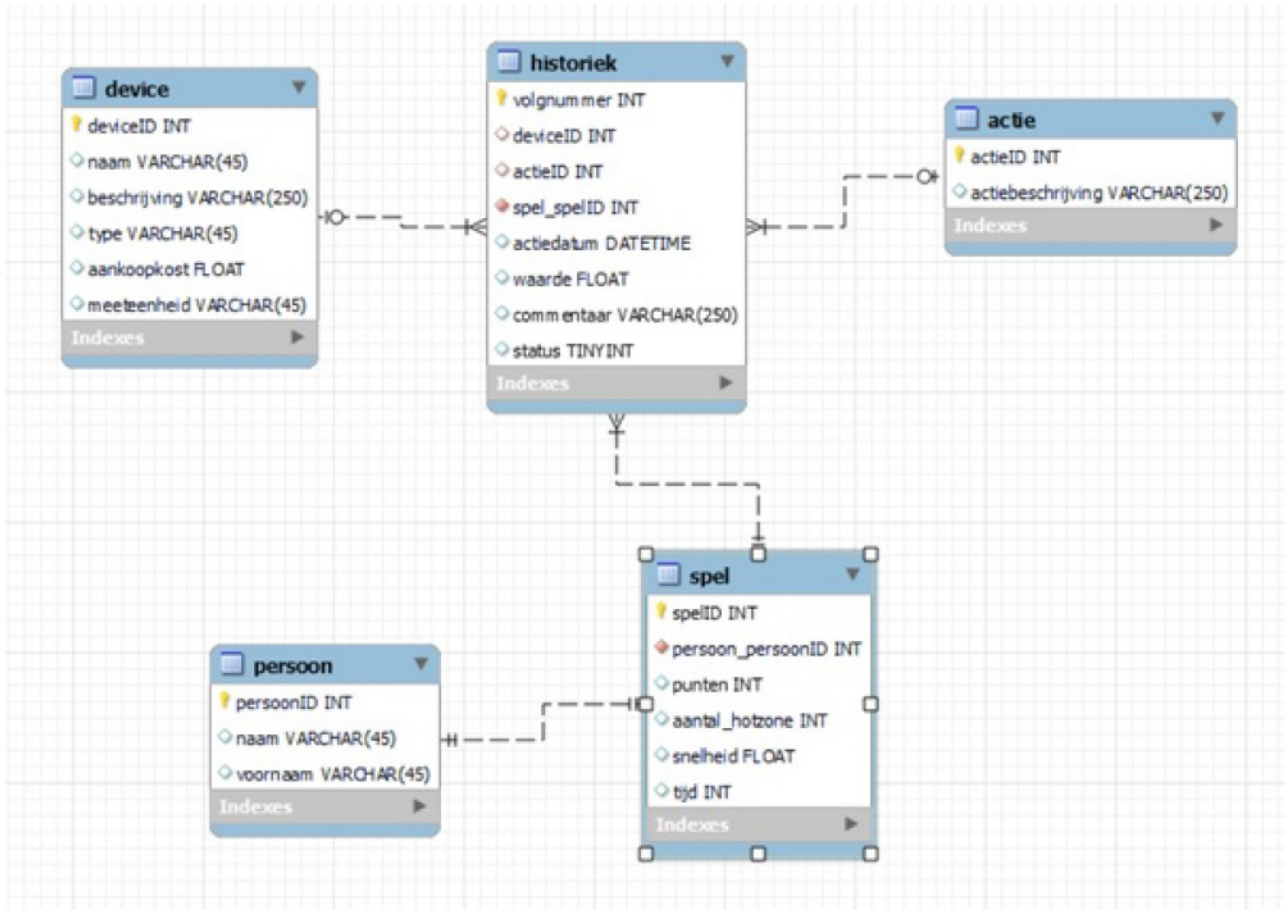 device
deviceID INT
naam VARCHAR(45)
beschrijving VARCHAR(250)
type VARCHAR(45)
aankoopkost FLOAT
meeteenheid VARCHAR(45)
Indexes
historiek
volgnummer INT
deviceID INT
actieID INT
spel_spelID INT
actiedatum DATETIME
waarde FLOAT
commentaar VARCHAR(250)
status TINYINT
Indexes
actie
actieID INT
actiebeschrijving VARCHAR(250)
Indexes
persoon
persoonID INT
naam VARCHAR(45)
voornaam VARCHAR(45)
Indexes
spel
spelID INT
persoon_persoonID INT
punten INT
aantal_hotzone INT
snelheid FLOAT
tijd INT
Indexes